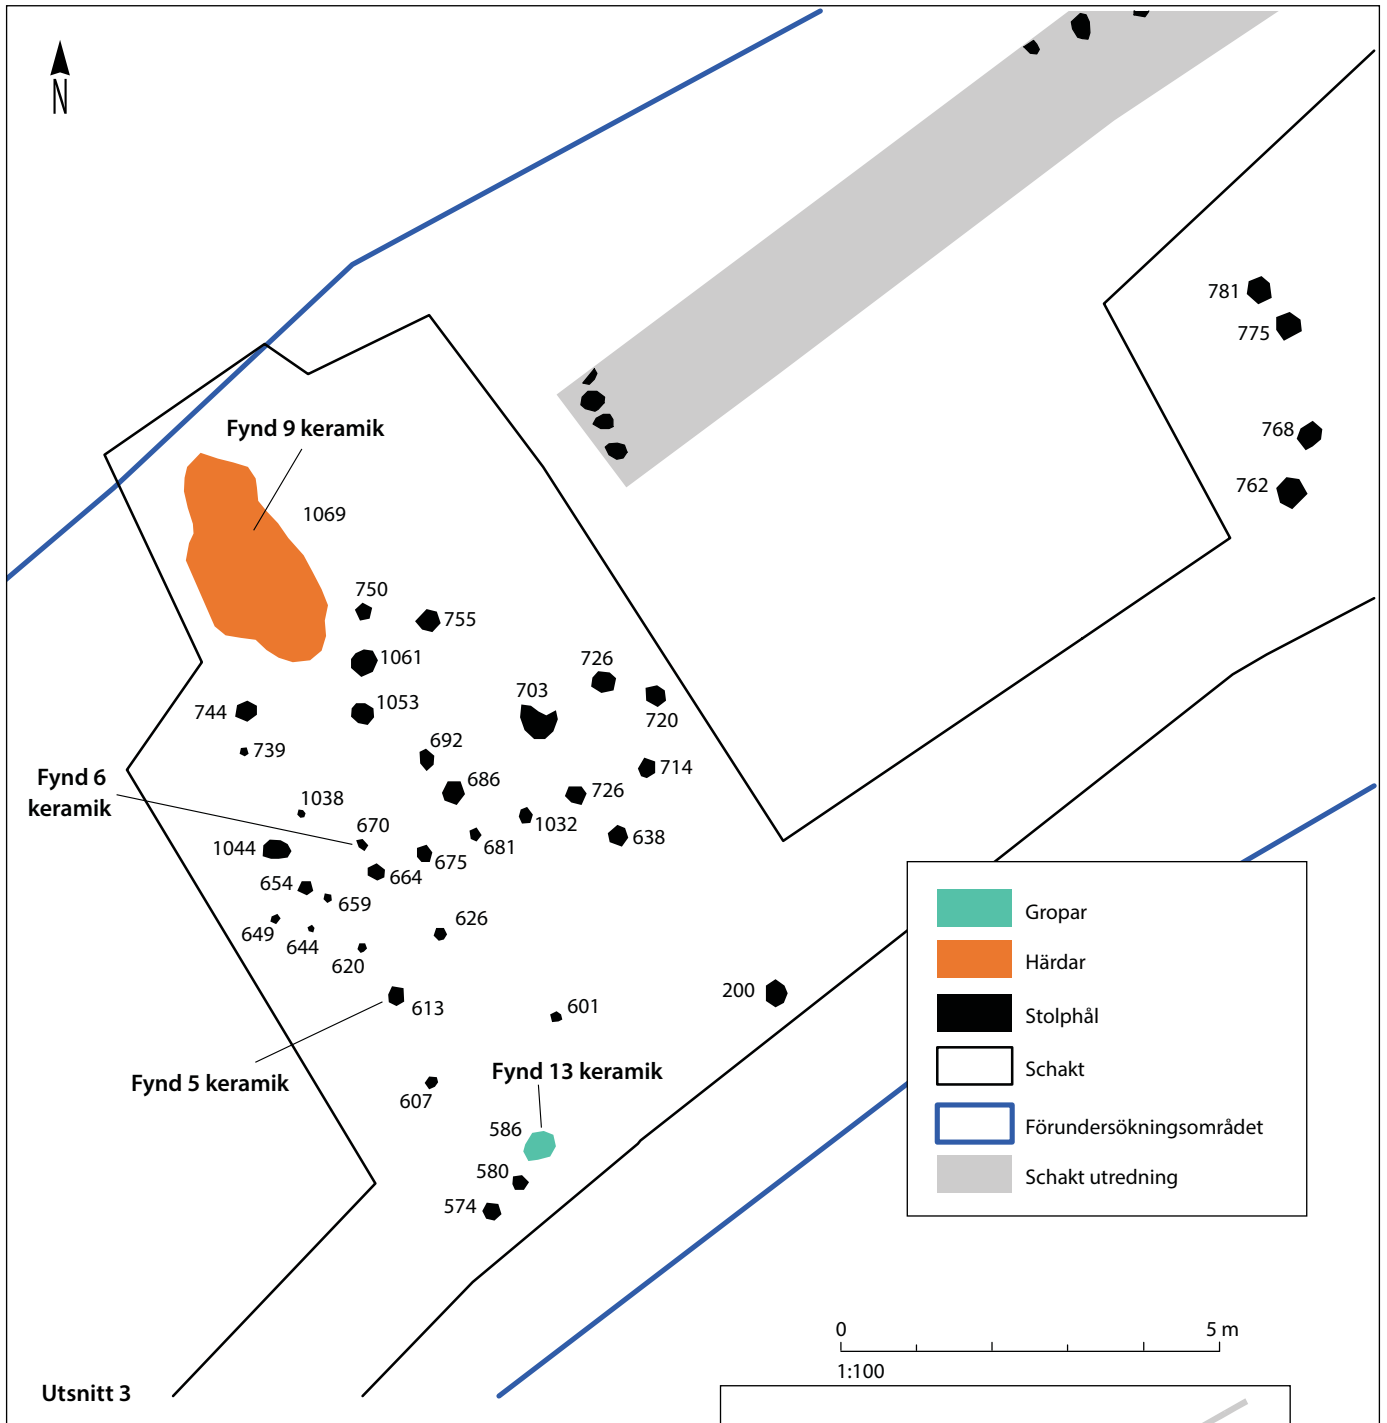 N
781
775
768
762
Fynd 9 keramik
1069
750
755
1061
726
703
1053
744
720
739
692
714
Fynd 6
keramik
686
726
1038
670
1032
1044
681
638
675
664
654
659
626
649
644
620
200
613
601
Fynd 5 keramik
Fynd 13 keramik
607
586
580
574
Gropar
Härdar
Stolphål
Schakt
Förundersökningsområdet
Schakt utredning
0
5 m
1:100
Utsnitt 3